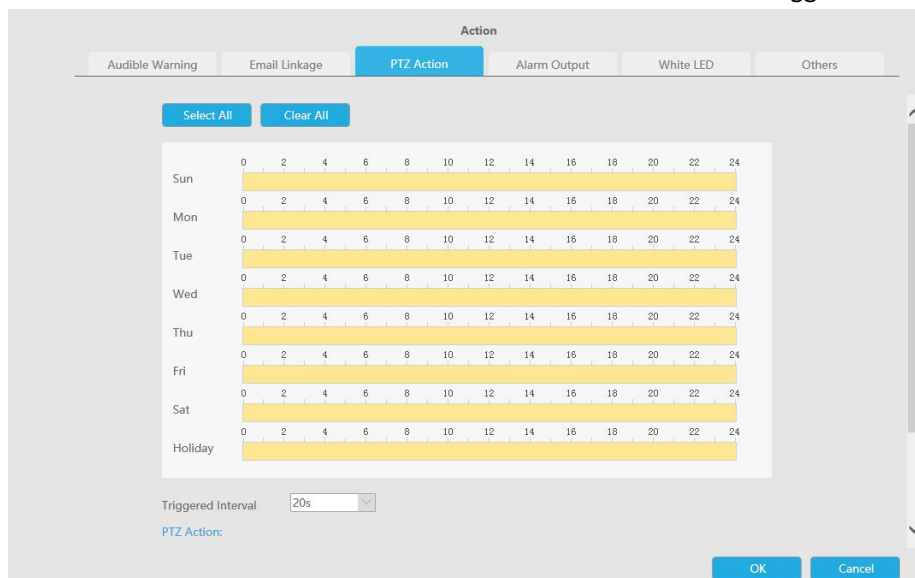 Action
Audible Warning Email Linkage PTZ Action Alarm Output White LED Others
Select All Clear All
0 2 4 6 8 10 12 14 16 18 20 22 24
Sun
0 2 4 6 8 10 12 14 16 18 20 22 24
Mon
0 2 4 6 8 10 12 14 16 18 20 22 24
Tue
0 2 4 6 8 10 12 14 16 18 20 22 24
Wed
0 2 4 6 8 10 12 14 16 18 20 22 24
Thu
0 2 4 6 8 10 12 14 16 18 20 22 24
Fri
0 2 4 6 8 10 12 14 16 18 20 22 24
Sat
0 2 4 6 8 10 12 14 16 18 20 22 24
Holiday
Triggered Interval 20s
PTZ Action:
OK Cancel